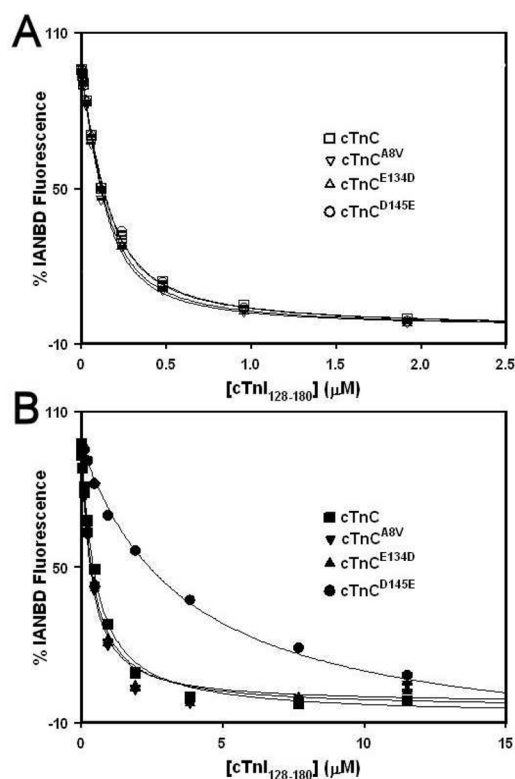 A
110
50
-10
% IANBD Fluorescence
cTnC
cTnC^A8V
cTnC^E134D
cTnC^D145E
0 0.5 1.0 1.5 2.0 2.5
[cTnI128-180] (μM)
B
110
50
-10
% IANBD Fluorescence
cTnC
cTnC^A8V
cTnC^E134D
cTnC^D145E
0 5 10 15
[cTnI128-180] (μM)